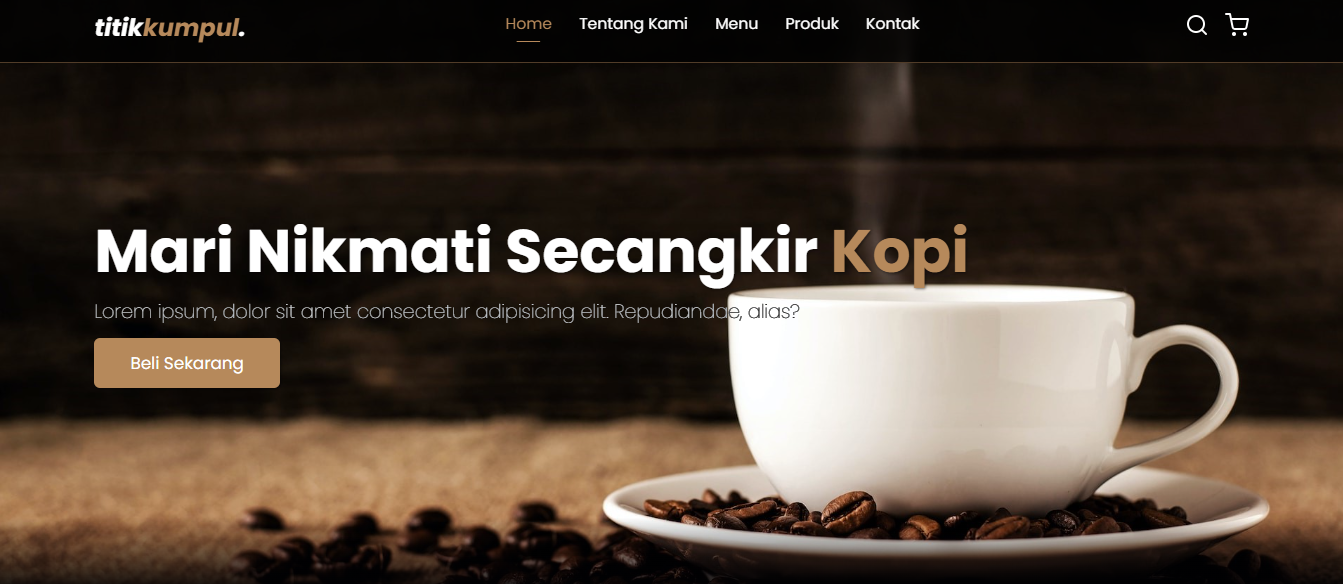 titikkumpul.
Home Tentang Kami Menu Produk Kontak
Mari Nikmati Secangkir Kopi
Lorem ipsum, dolor sit amet consectetur adipisicing elit. Repudiandae, alias?
Beli Sekarang